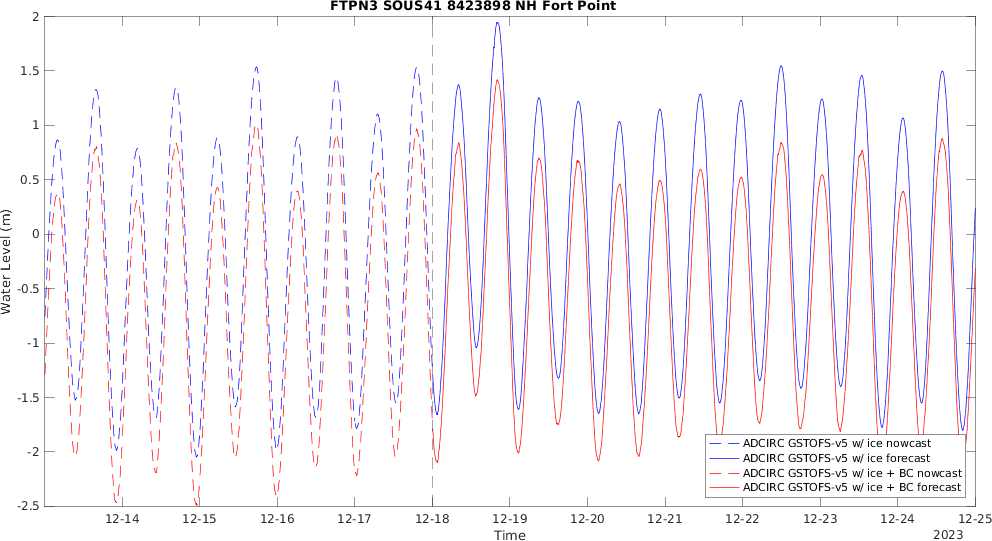 FTPN3 SOUS41 8423898 NH Fort Point
Water Level (m)
2
1.5
1
0.5
0
-0.5
-1
-1.5
-2
-2.5
12-14 12-15 12-16 12-17 12-18 12-19 12-20 12-21 12-22 12-23 12-24 12-25
Time
2023
ADCIRC GSTOFS-v5 w/ ice nowcast
ADCIRC GSTOFS-v5 w/ ice forecast
ADCIRC GSTOFS-v5 w/ ice + BC nowcast
ADCIRC GSTOFS-v5 w/ ice + BC forecast